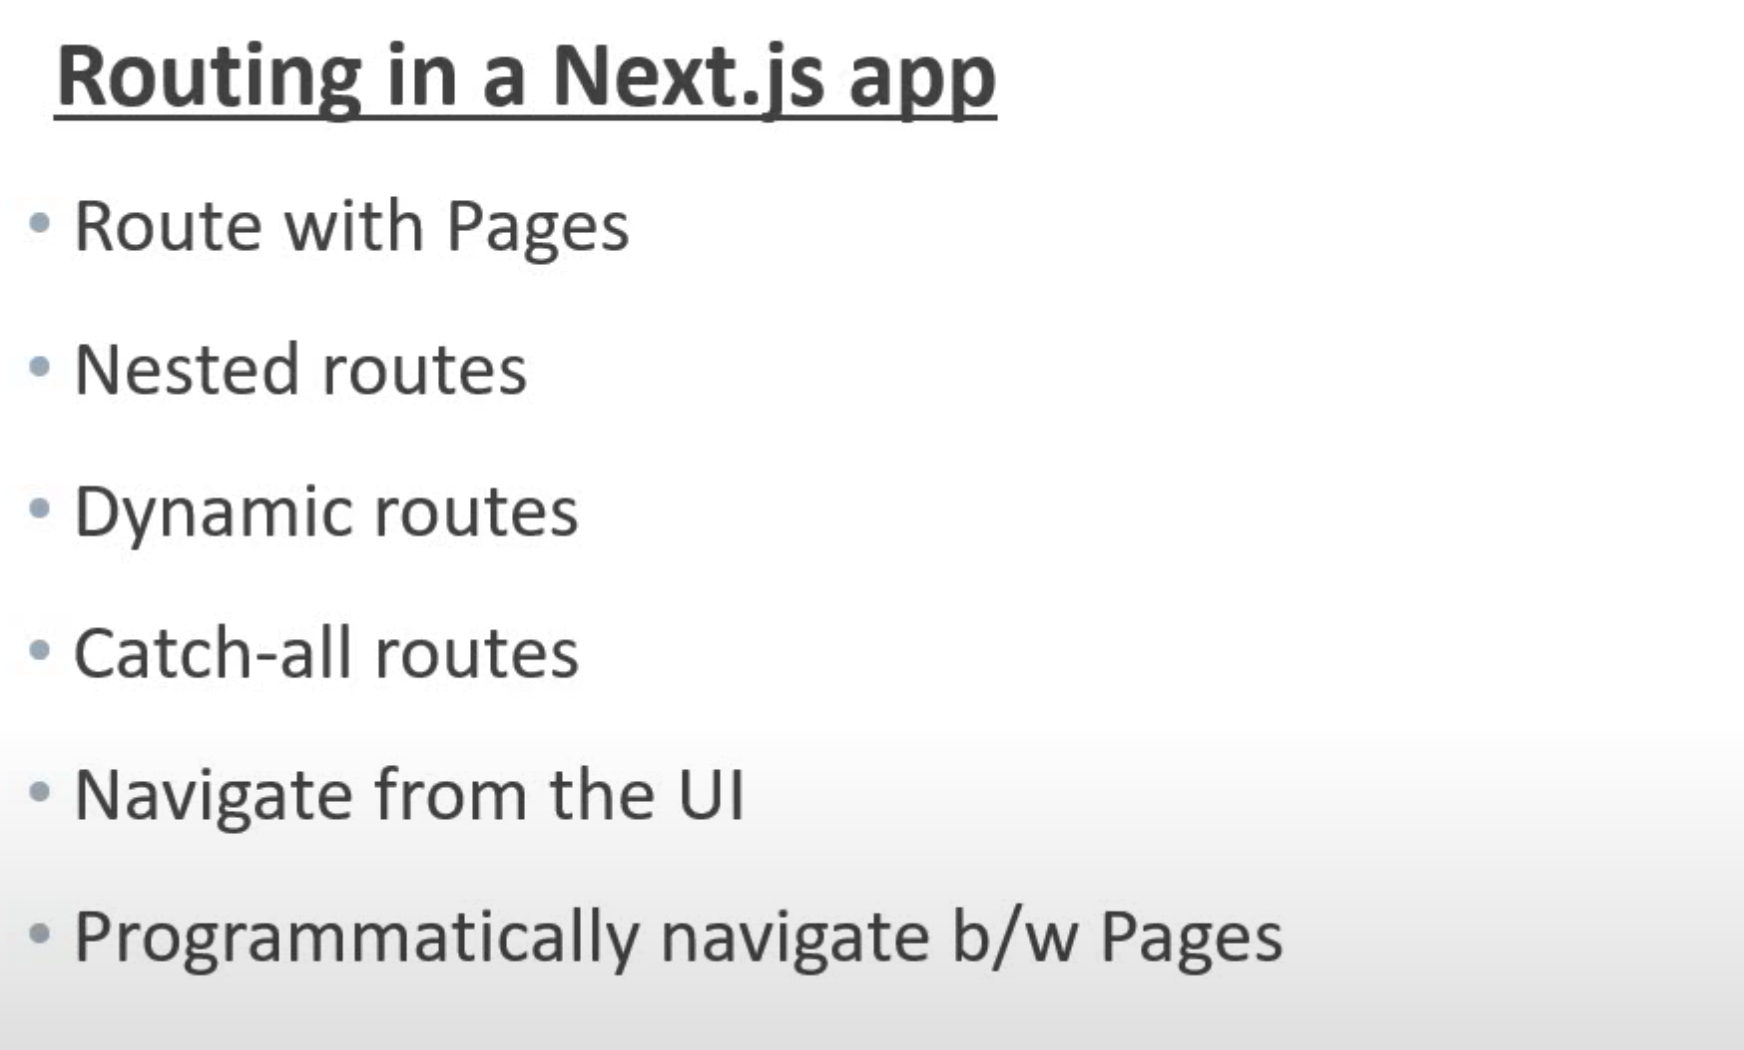 Routing in a Next.js app
• Route with Pages
• Nested routes
• Dynamic routes
• Catch-all routes
• Navigate from the UI
• Programmatically navigate b/w Pages